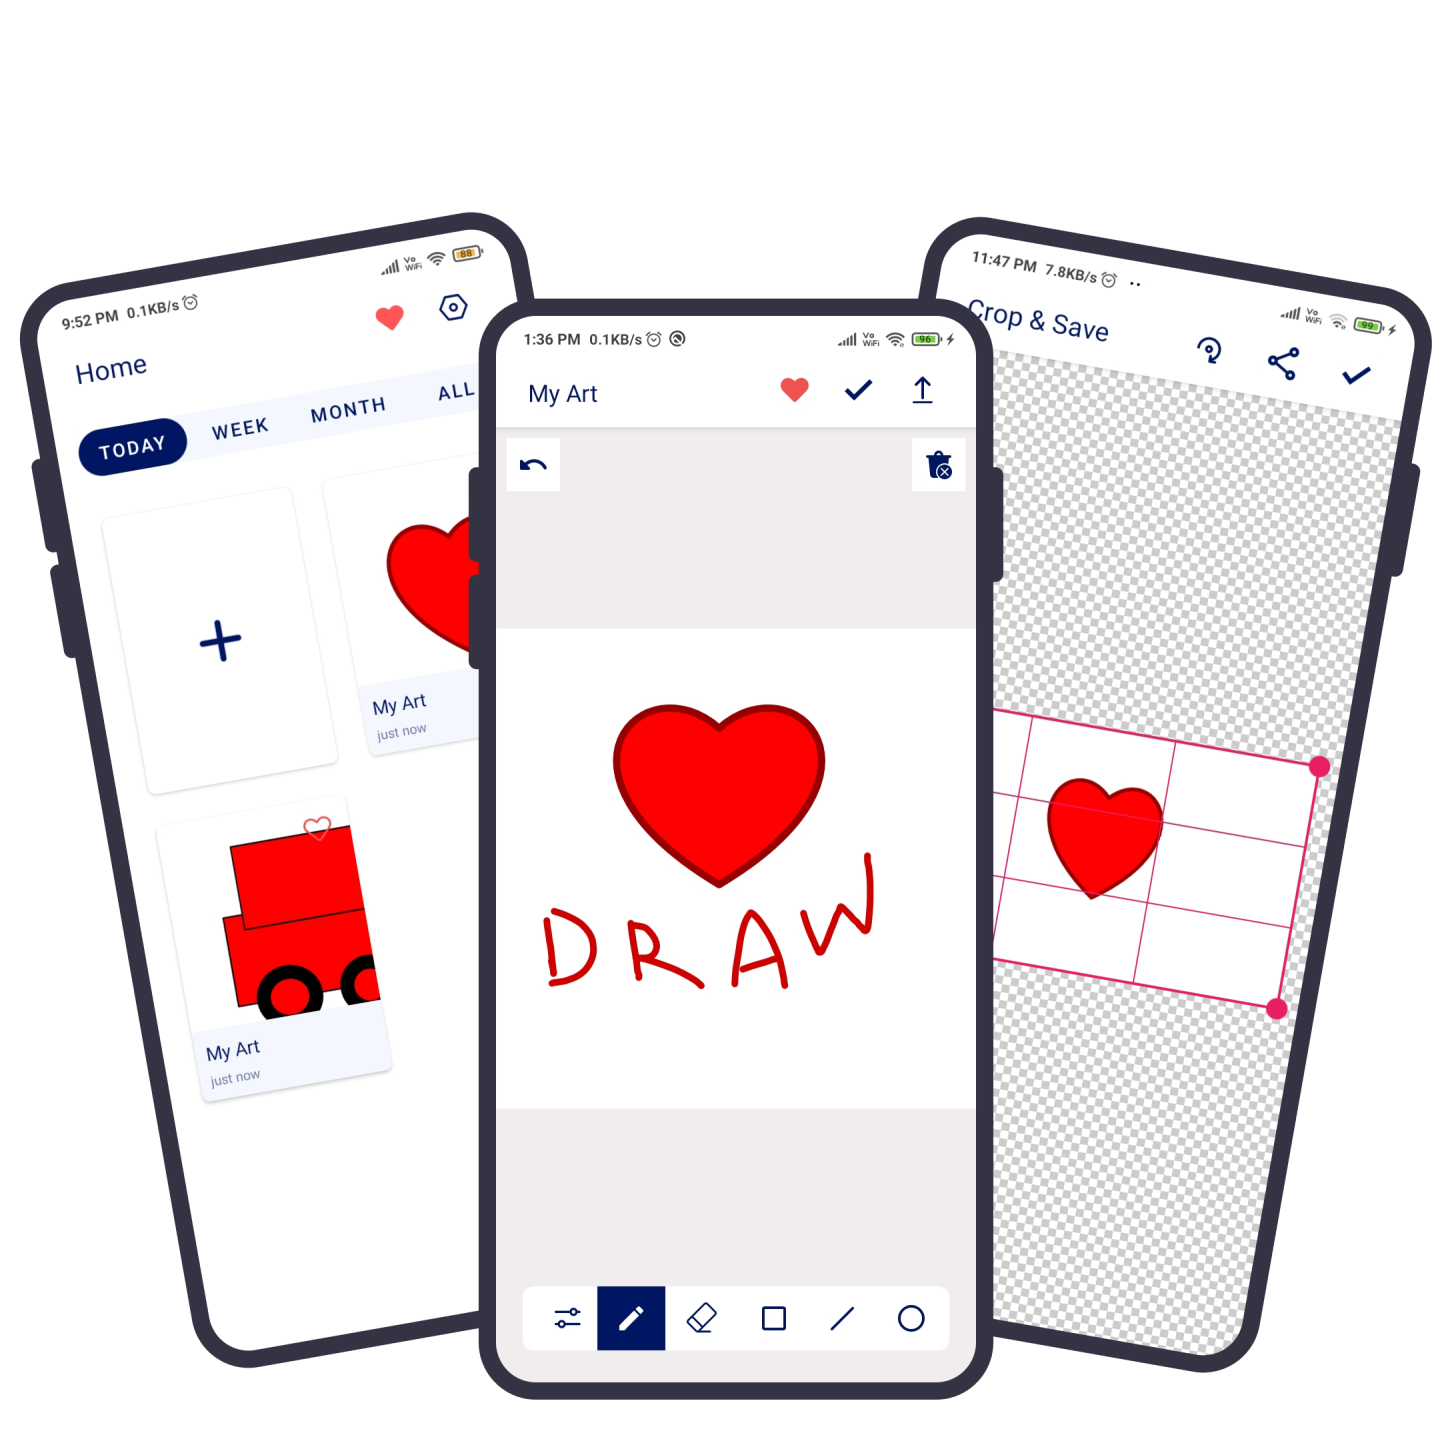 9:52 PM 0.1KB/s
Vo WiFi 88
Home
TODAY WEEK MONTH ALL
My Art
just now
My Art
just now
1:36 PM 0.1KB/s
Vo WiFi 96
My Art
DRAW
11:47 PM 7.8KB/s ..
Vo WiFi 99
Crop & Save